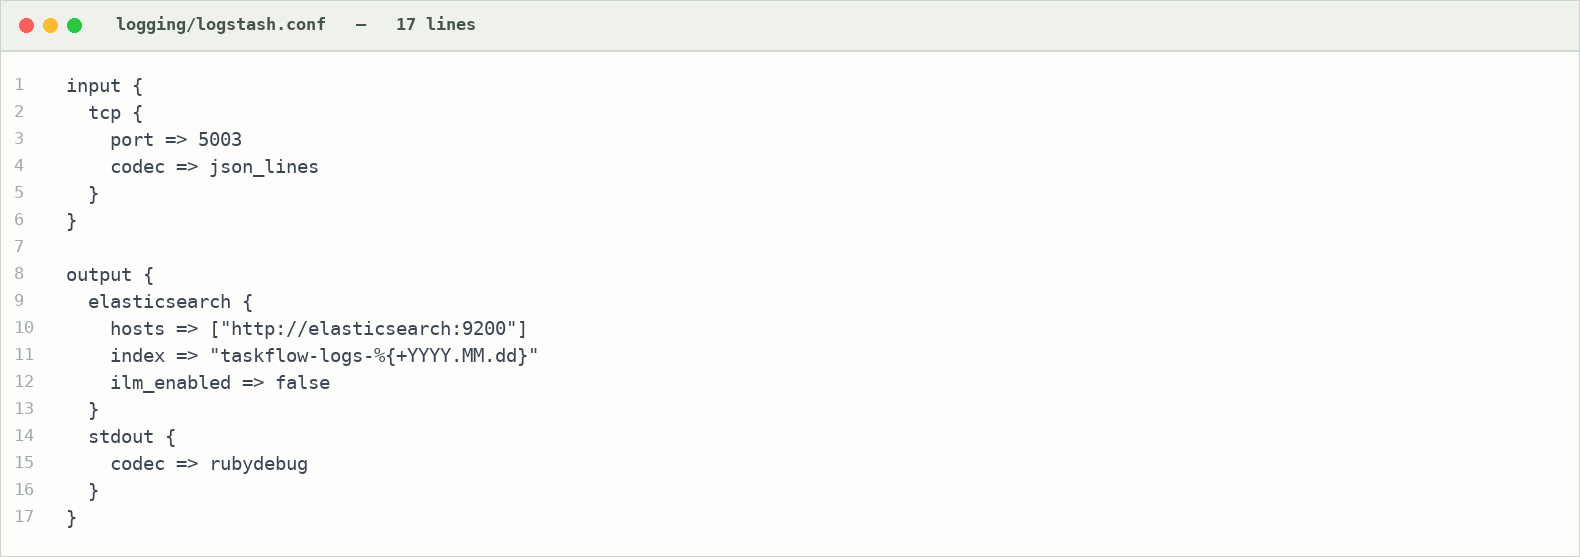 logging/logstash.conf — 17 lines
1 input {
2   tcp {
3     port => 5003
4     codec => json_lines
5   }
6 }
7
8 output {
9   elasticsearch {
10     hosts => ["http://elasticsearch:9200"]
11     index => "taskflow-logs-%{+YYYY.MM.dd}"
12     ilm_enabled => false
13   }
14   stdout {
15     codec => rubydebug
16   }
17 }